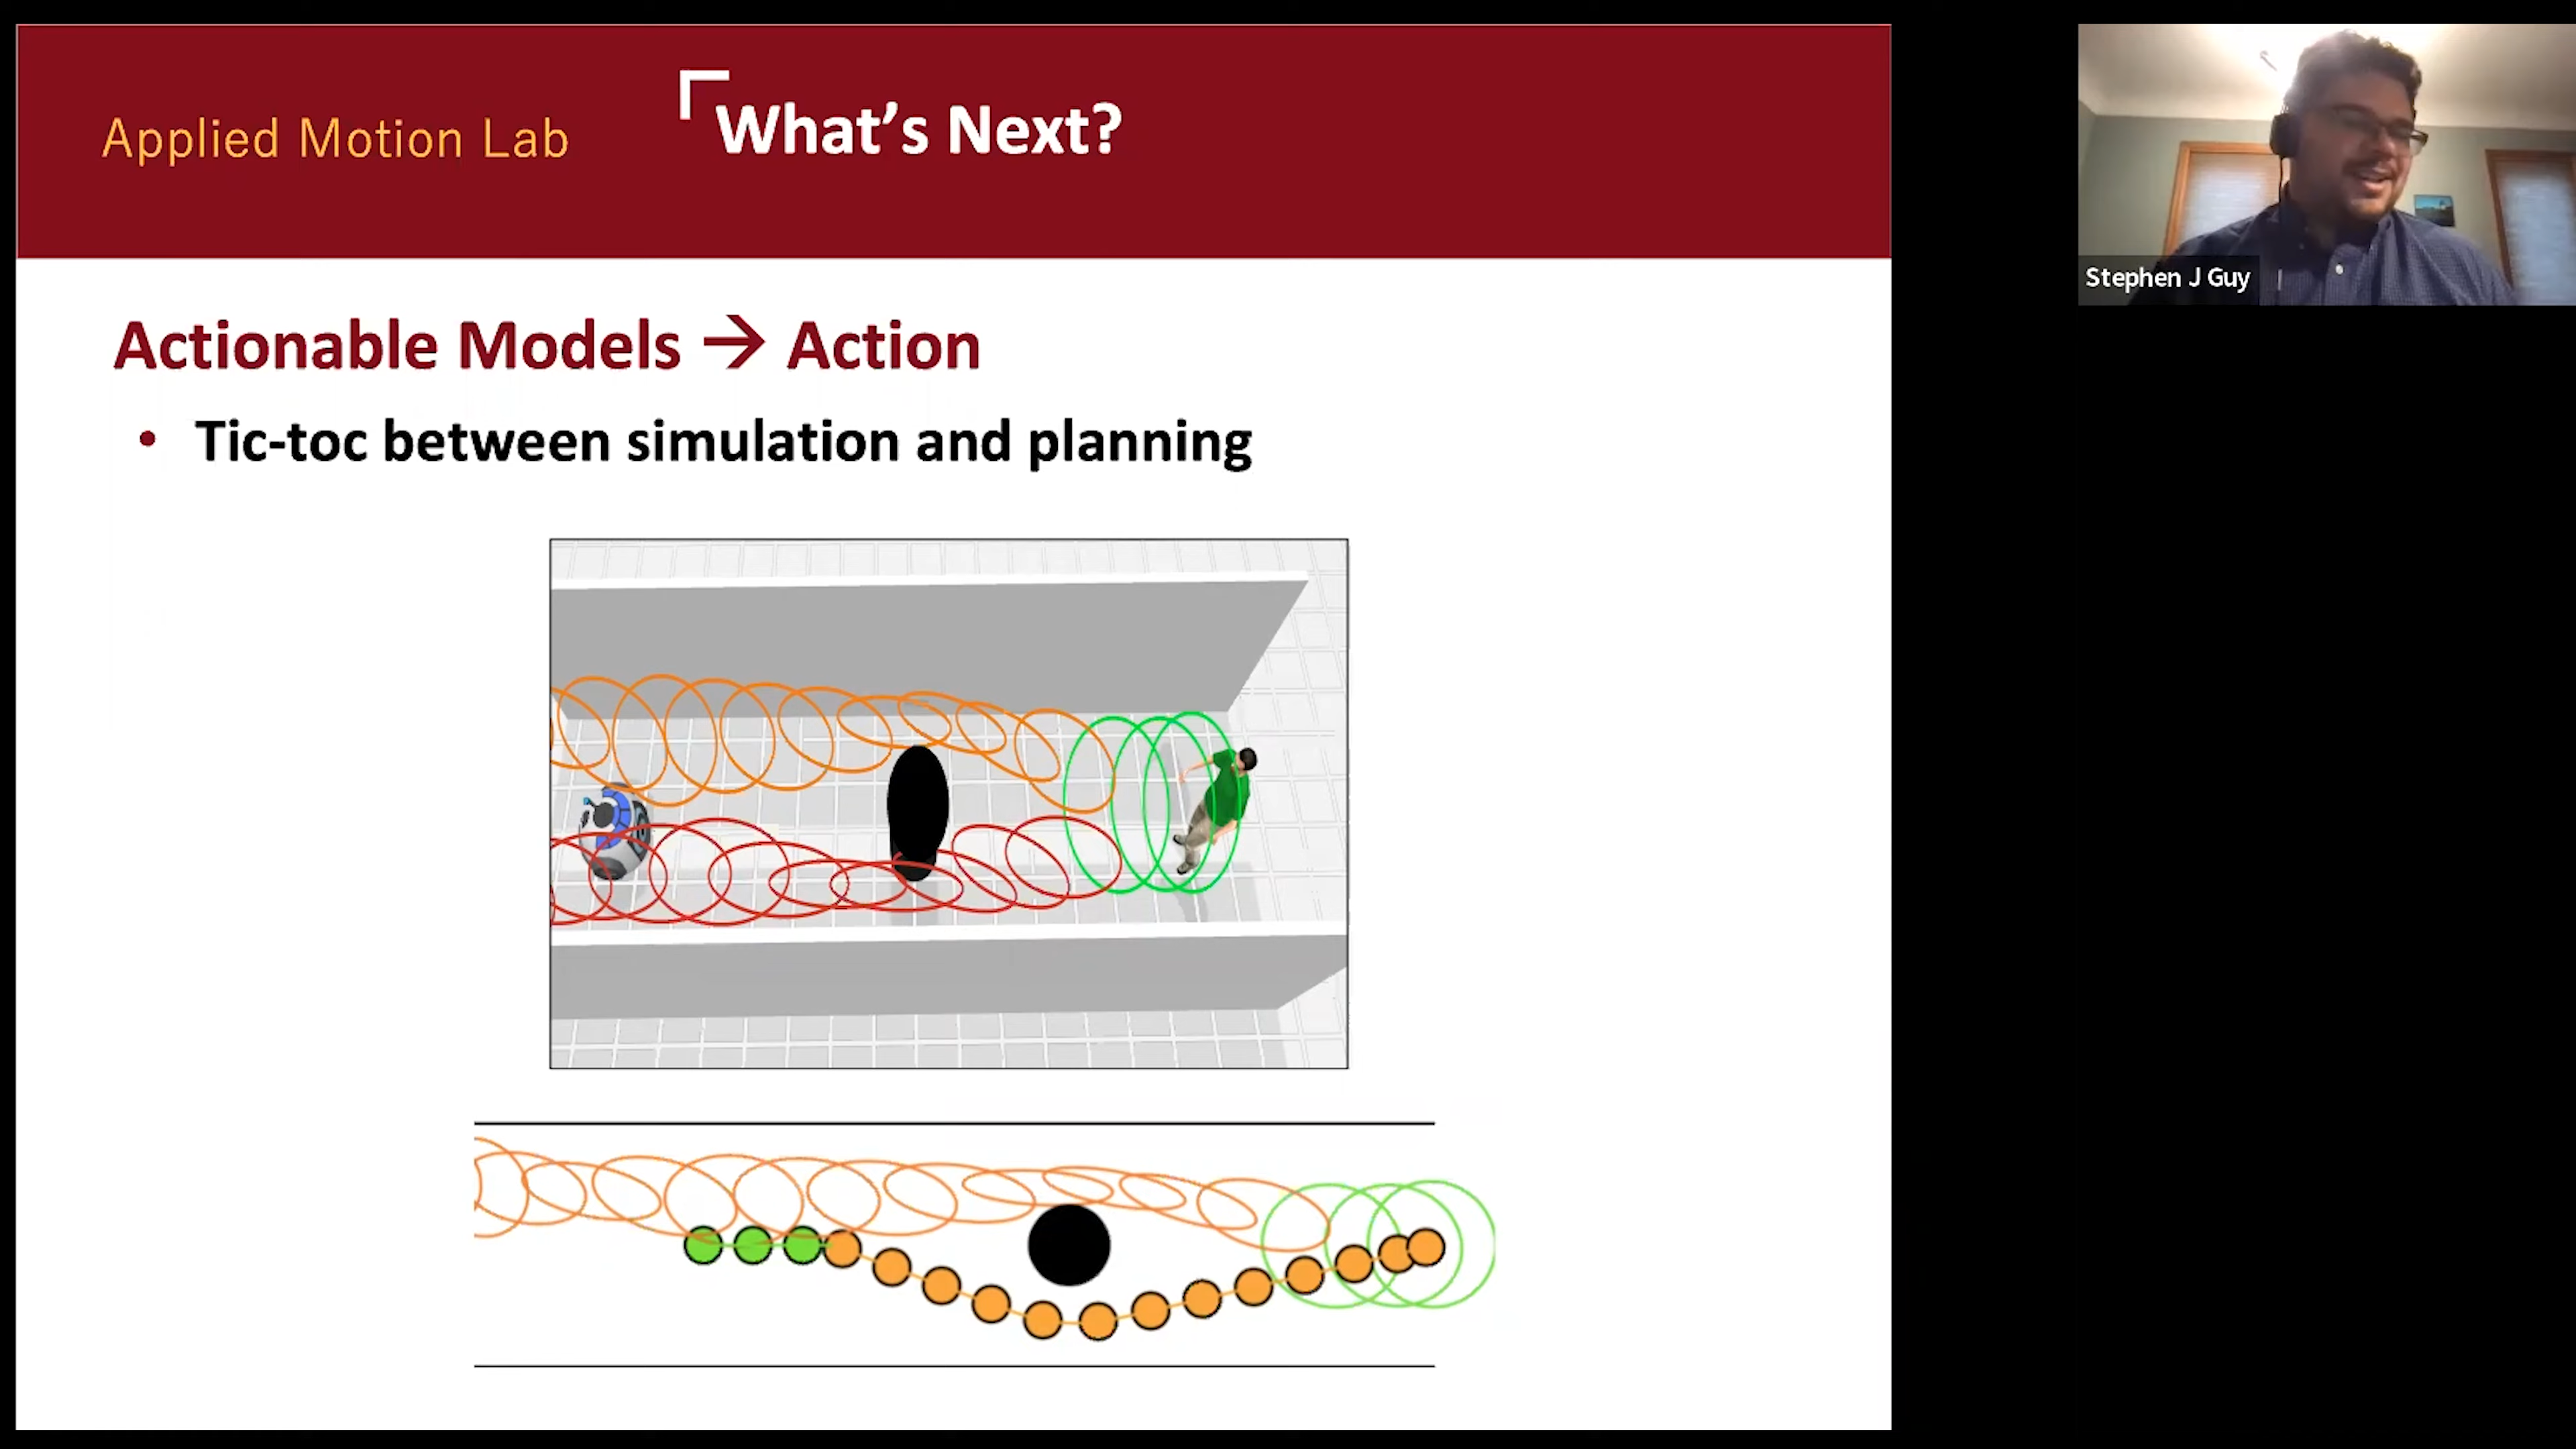 Applied Motion Lab
What's Next?
Stephen J Guy
Actionable Models → Action
• Tic-toc between simulation and planning